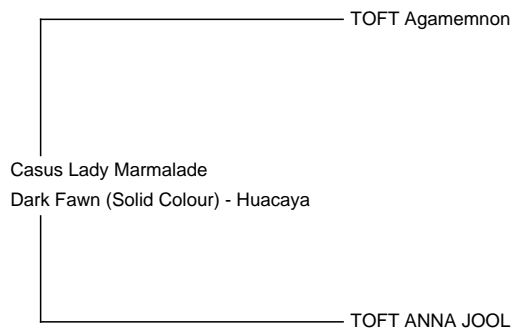 TOFT Agamemnon
Casus Lady Marmalade
Dark Fawn (Solid Colour) - Huacaya
TOFT ANNA JOOL